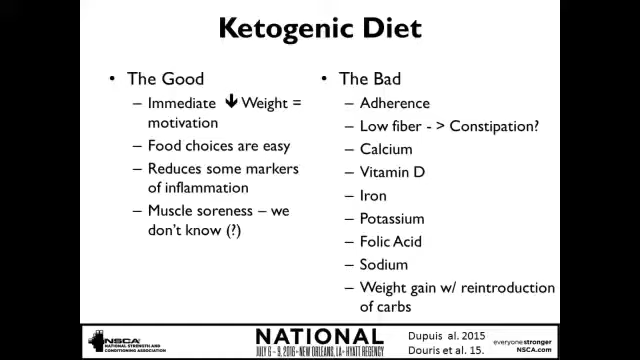 Ketogenic Diet
• The Good
– Immediate 🡇 Weight =
motivation
– Food choices are easy
– Reduces some markers
of inflammation
– Muscle soreness – we
don't know (?)
• The Bad
– Adherence
– Low fiber - > Constipation?
– Calcium
– Vitamin D
– Iron
– Potassium
– Folic Acid
– Sodium
– Weight gain w/ reintroduction
of carbs
NSCA
NATIONAL STRENGTH AND
CONDITIONING ASSOCIATION
NATIONAL
JULY 6 – 9, 2016 • NEW ORLEANS, LA • HYATT REGENCY
Dupuis al. 2015
Douris et al. 15.
everyone stronger
NSCA.com